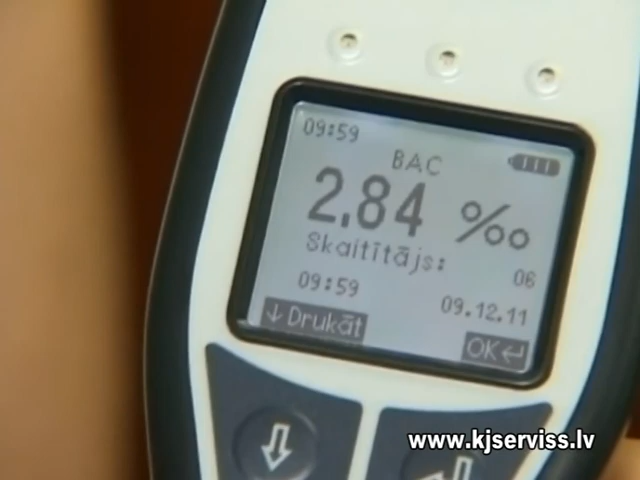 09:59
BAC
2.84 ‰
Skaitītājs:
06
09:59
09.12.11
↓ Drukāt
OK↵
www.kjserviss.lv